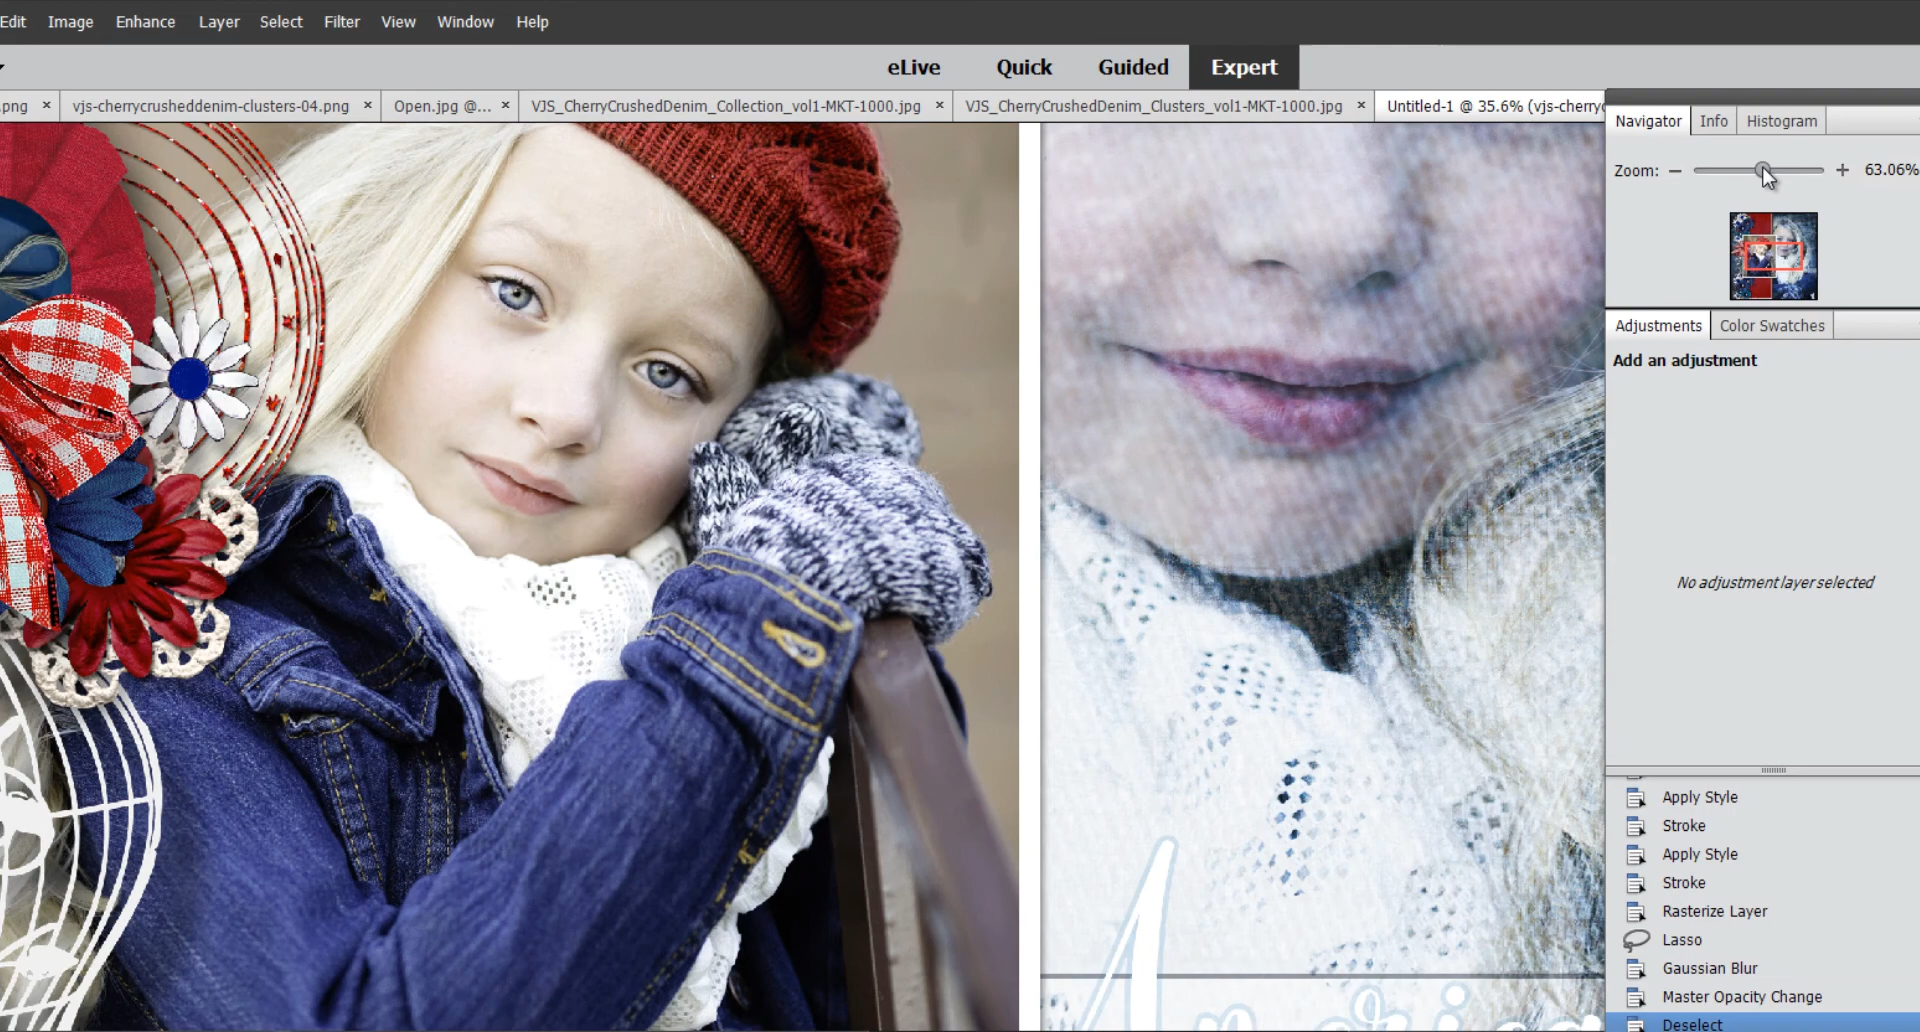 Edit Image Enhance Layer Select Filter View Window Help
eLive Quick Guided Expert
.png × vjs-cherrycrusheddenim-clusters-04.png × Open.jpg @... × VJS_CherryCrushedDenim_Collection_vol1-MKT-1000.jpg × VJS_CherryCrushedDenim_Clusters_vol1-MKT-1000.jpg × Untitled-1 @ 35.6% (vjs-cherryc
Navigator Info Histogram
Zoom: − + 63.06%
Adjustments Color Swatches
Add an adjustment
No adjustment layer selected
Apply Style
Stroke
Apply Style
Stroke
Rasterize Layer
Lasso
Gaussian Blur
Master Opacity Change
Deselect